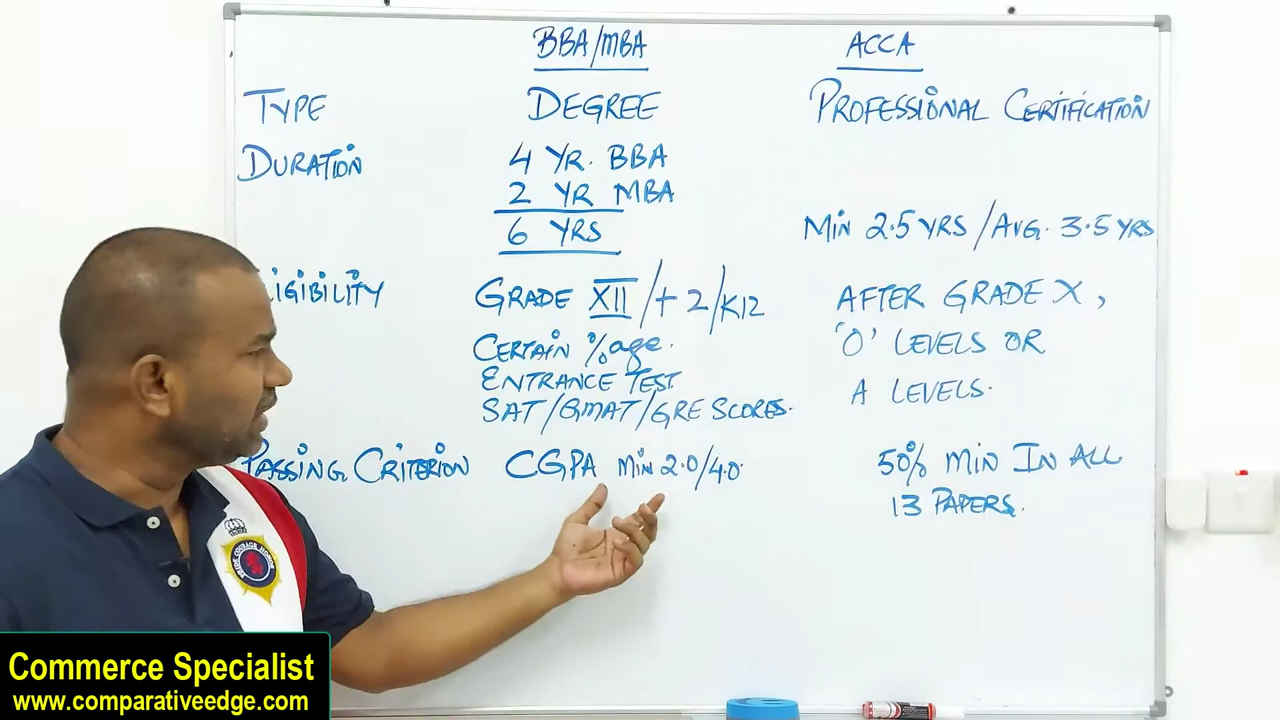 BBA/MBA ACCA
TYPE DEGREE PROFESSIONAL CERTIFICATION
DURATION 4 YR. BBA
2 YR MBA
6 YRS MIN 2.5 YRS / AVG. 3.5 YRS
LIGIBILITY GRADE XII / + 2 / K12 AFTER GRADE X,
CERTAIN %age. 'O' LEVELS OR
ENTRANCE TEST A LEVELS.
SAT/GMAT/GRE SCORES.
PASSING CRITERION CGPA MIN 2.0/4.0 50% MIN IN ALL
13 PAPERS.
Commerce Specialist
www.comparativeedge.com